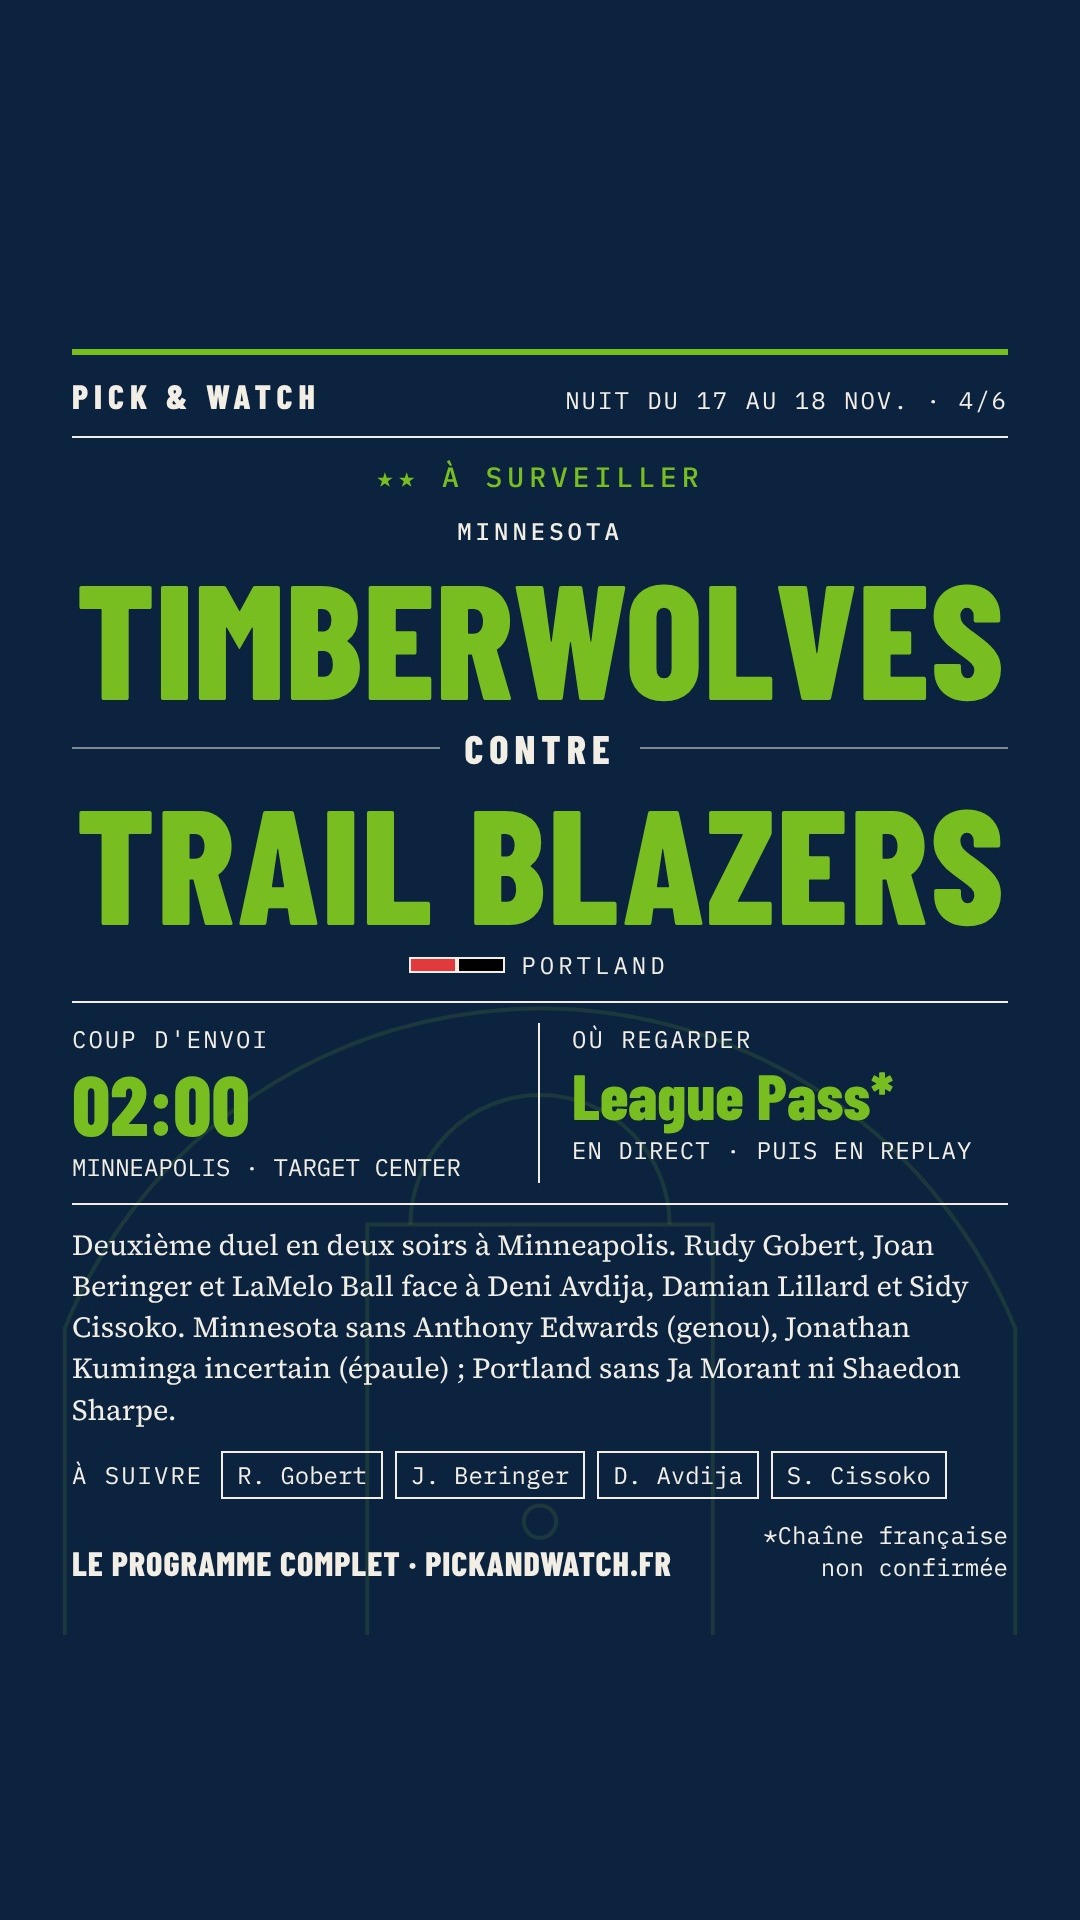 PICK & WATCH
NUIT DU 17 AU 18 NOV. · 4/6
★★ À SURVEILLER
MINNESOTA
TIMBERWOLVES
CONTRE
TRAIL BLAZERS
PORTLAND
COUP D'ENVOI
02:00
MINNEAPOLIS · TARGET CENTER
OÙ REGARDER
League Pass*
EN DIRECT · PUIS EN REPLAY
Deuxième duel en deux soirs à Minneapolis. Rudy Gobert, Joan
Beringer et LaMelo Ball face à Deni Avdija, Damian Lillard et Sidy
Cissoko. Minnesota sans Anthony Edwards (genou), Jonathan
Kuminga incertain (épaule) ; Portland sans Ja Morant ni Shaedon
Sharpe.
À SUIVRE R. Gobert J. Beringer D. Avdija S. Cissoko
LE PROGRAMME COMPLET · PICKANDWATCH.FR
*Chaîne française
non confirmée